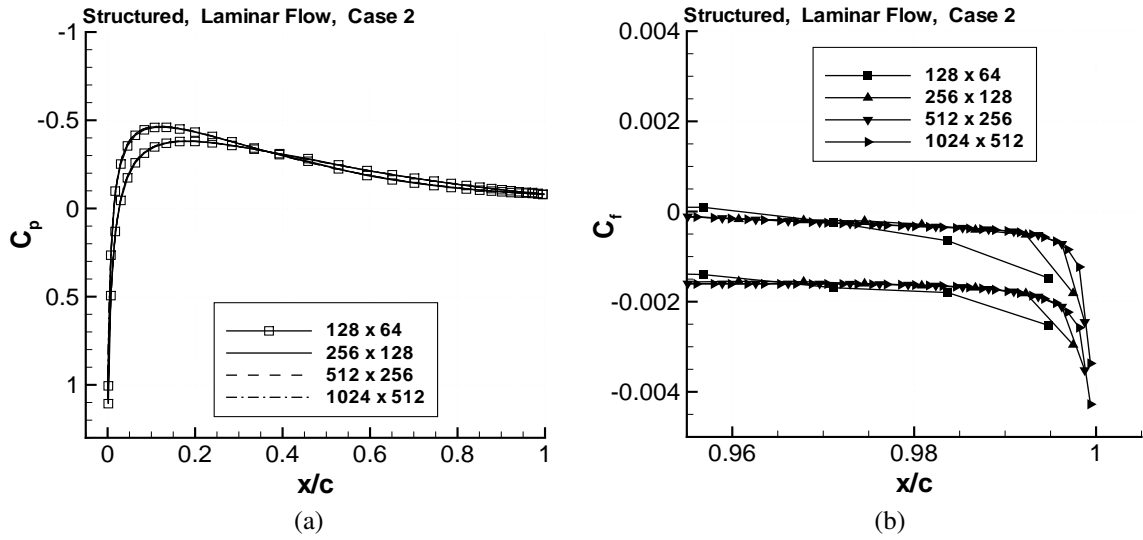 Structured, Laminar Flow, Case 2
-1
-0.5
0
0.5
1
Cp
128 x 64
256 x 128
512 x 256
1024 x 512
0 0.2 0.4 0.6 0.8 1
x/c
(a)
Structured, Laminar Flow, Case 2
0.004
0.002
0
-0.002
-0.004
Cf
128 x 64
256 x 128
512 x 256
1024 x 512
0.96 0.98 1
x/c
(b)